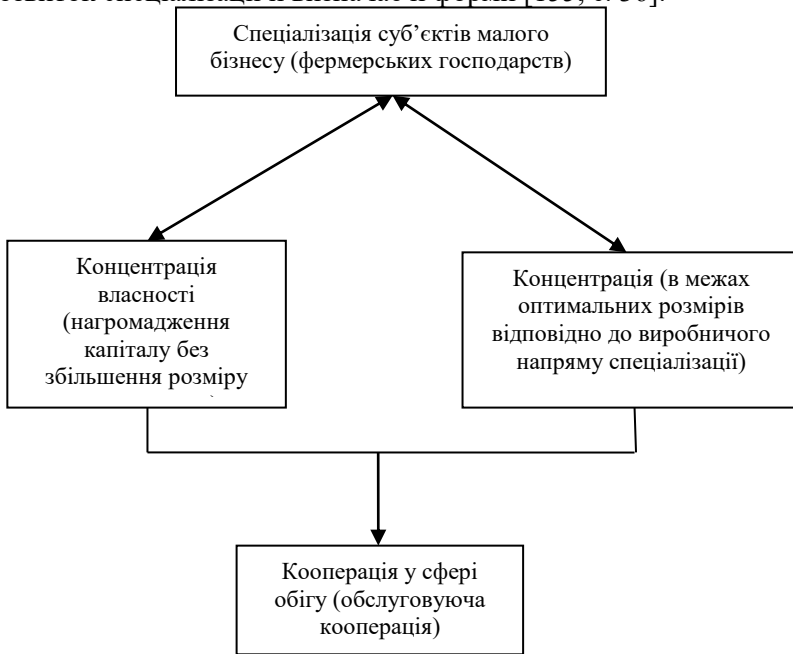 Спеціалізація суб’єктів малого
бізнесу (фермерських господарств)
Концентрація
власності
(нагромадження
капіталу без
збільшення розміру
Концентрація (в межах
оптимальних розмірів
відповідно до виробничого
напряму спеціалізації)
Кооперація у сфері
обігу (обслуговуюча
кооперація)